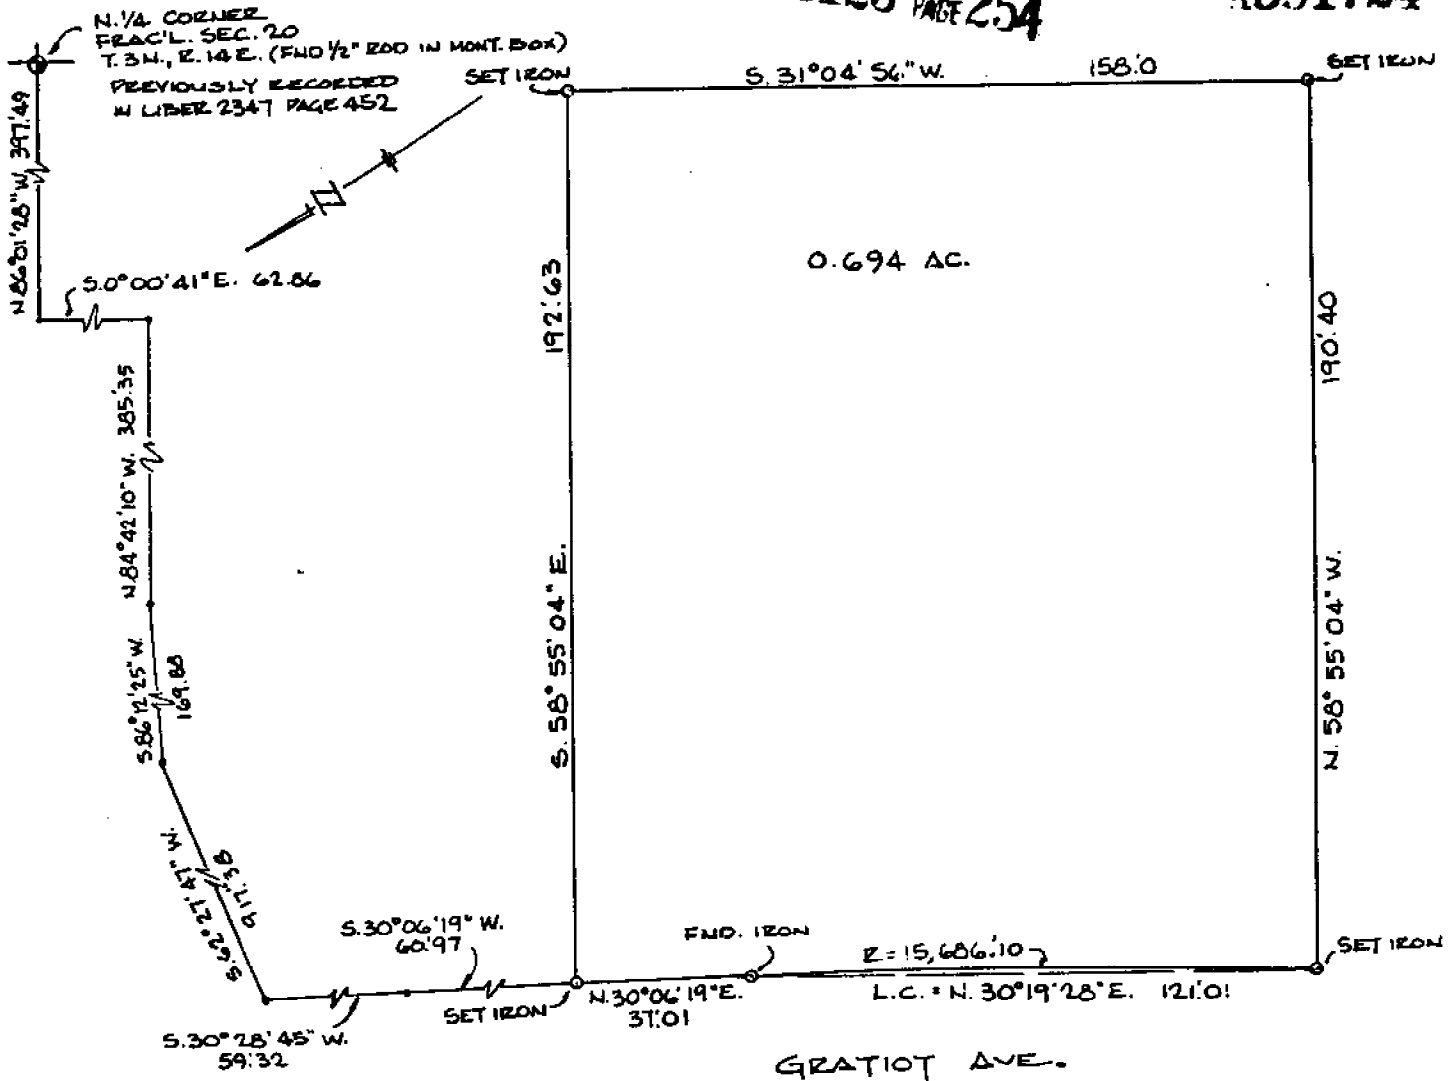 PAGE 254
N. 1/4 CORNER
FRAC'L. SEC. 20
T. 3 N., R. 14 E. (FND 1/2" ROD IN MONT. BOX)
PREVIOUSLY RECORDED
IN LIBER 2347 PAGE 452
SET IRON
S. 31°04'56" W. 158.'0
SET IRON
N.86°01'28"W. 397.'49
S.0°00'41"E. 62.86
0.694 AC.
192.'63
190.'40
N.84°42'10" W. 385.'35
S. 58° 55' 04" E.
N. 58° 55' 04" W.
S.86°12'25" W.
169.88
S.62°27'47" W.
917.'38
S.30°06'19" W.
60.'97
FND. IRON
R = 15,686.'10
SET IRON
SET IRON
N.30°06'19"E.
37.'01
L.C. = N. 30°19'28" E. 121.'01
S.30°28'45" W.
59.'32
GRATIOT AVE.